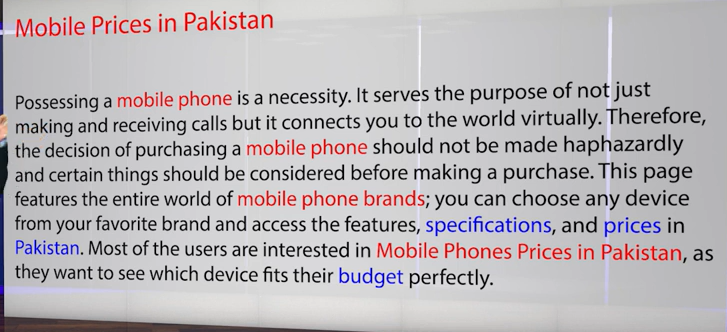 Mobile Prices in Pakistan
Possessing a mobile phone is a necessity. It serves the purpose of not just
making and receiving calls but it connects you to the world virtually. Therefore,
the decision of purchasing a mobile phone should not be made haphazardly
and certain things should be considered before making a purchase. This page
features the entire world of mobile phone brands; you can choose any device
from your favorite brand and access the features, specifications, and prices in
Pakistan. Most of the users are interested in Mobile Phones Prices in Pakistan, as
they want to see which device fits their budget perfectly.